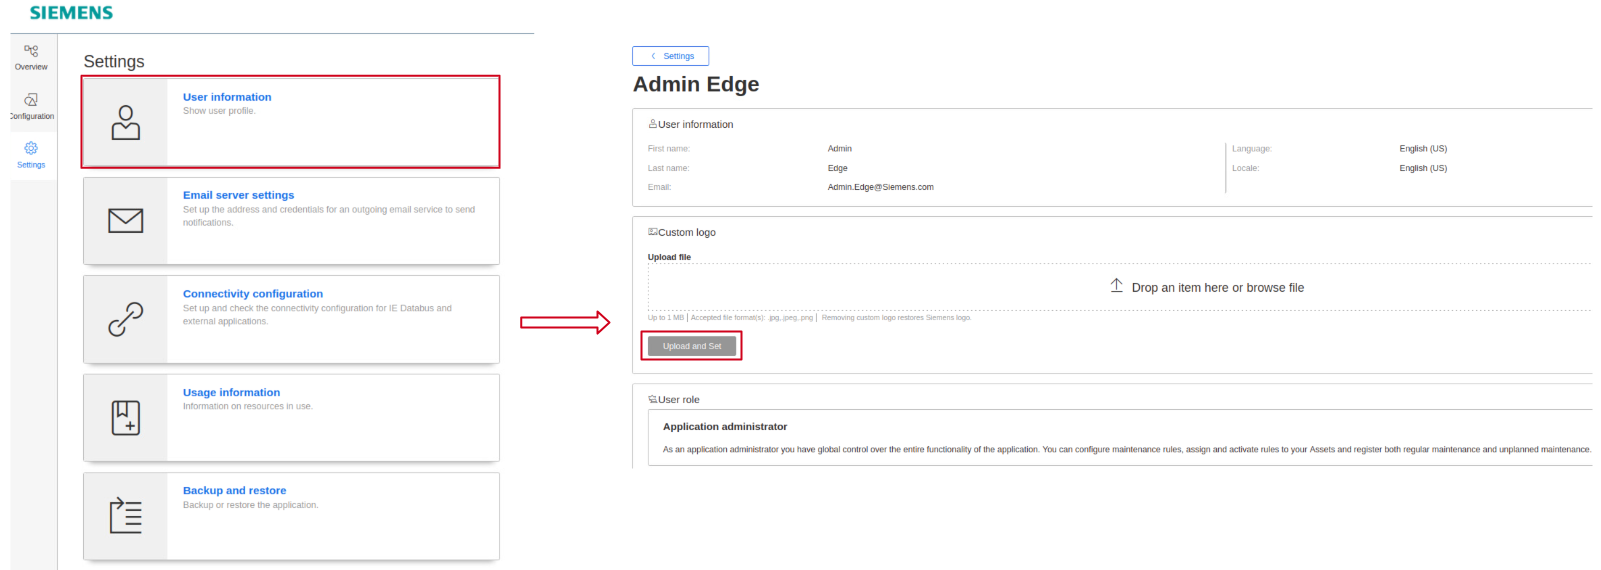 SIEMENS
Overview
Configuration
Settings
Settings
User information
Show user profile.
Email server settings
Set up the address and credentials for an outgoing email service to send
notifications.
Connectivity configuration
Set up and check the connectivity configuration for IE Databus and
external applications.
Usage information
Information on resources in use.
Backup and restore
Backup or restore the application.
Settings
Admin Edge
User information
First name: Admin
Last name: Edge
Email: Admin.Edge@Siemens.com
Language: English (US)
Locale: English (US)
Custom logo
Upload file
Drop an item here or browse file
Up to 1 MB | Accepted file format(s): .jpg,.jpeg,.png | Removing custom logo restores Siemens logo.
Upload and Set
User role
Application administrator
As an application administrator you have global control over the entire functionality of the application. You can configure maintenance rules, assign and activate rules to your Assets and register both regular maintenance and unplanned maintenance.